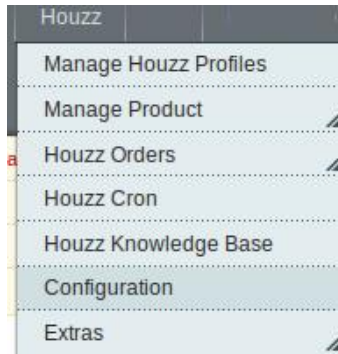 Houzz
Manage Houzz Profiles
Manage Product
Houzz Orders
Houzz Cron
Houzz Knowledge Base
Configuration
Extras